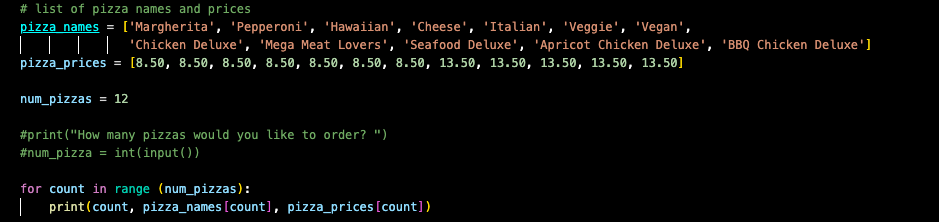 # list of pizza names and prices
pizza_names = ['Margherita', 'Pepperoni', 'Hawaiian', 'Cheese', 'Italian', 'Veggie', 'Vegan',
'Chicken Deluxe', 'Mega Meat Lovers', 'Seafood Deluxe', 'Apricot Chicken Deluxe', 'BBQ Chicken Deluxe']
pizza_prices = [8.50, 8.50, 8.50, 8.50, 8.50, 8.50, 8.50, 13.50, 13.50, 13.50, 13.50, 13.50]
num_pizzas = 12
#print("How many pizzas would you like to order? ")
#num_pizza = int(input())
for count in range (num_pizzas):
print(count, pizza_names[count], pizza_prices[count])